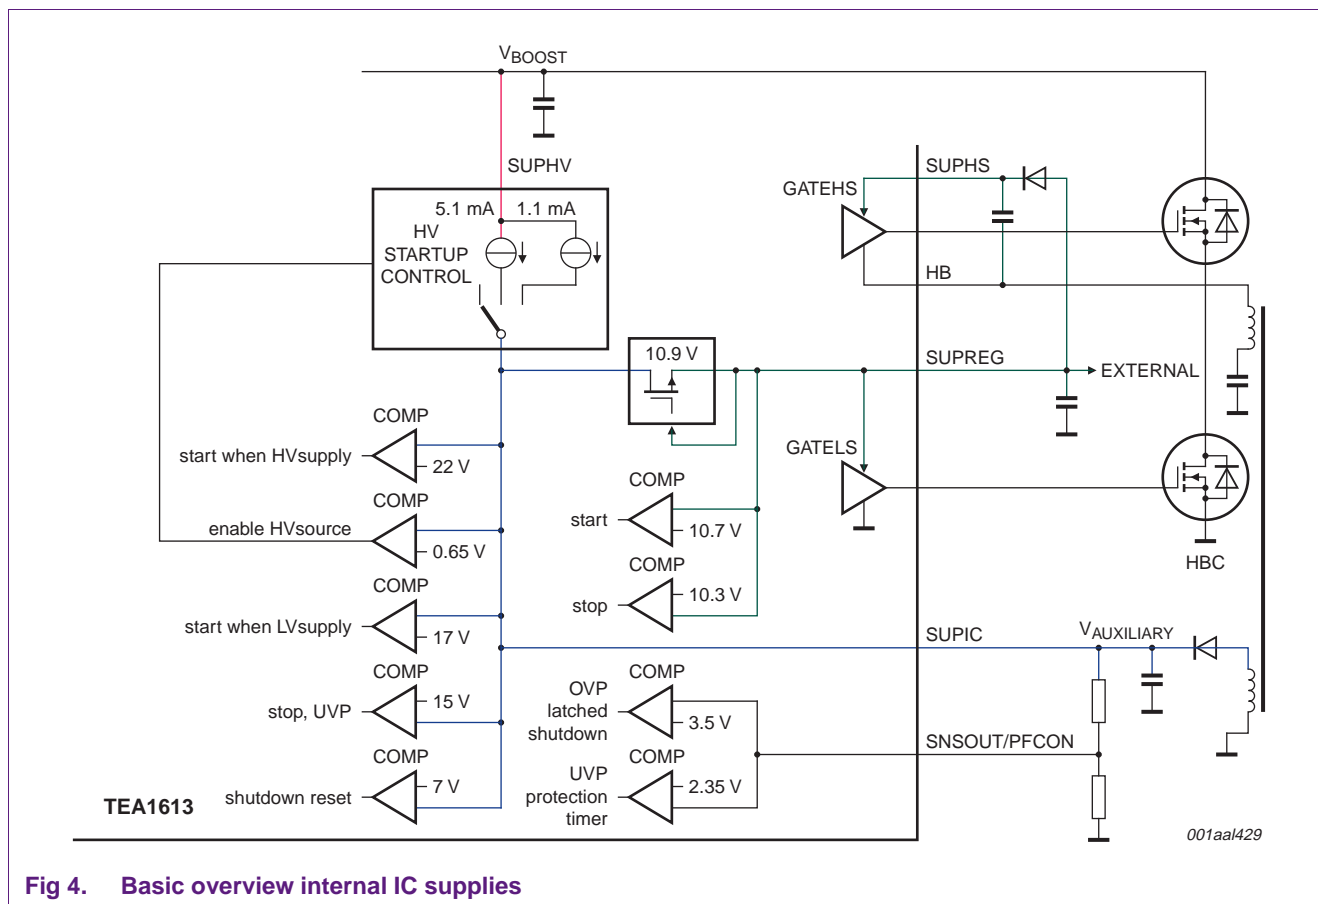 VBOOST
SUPHV
5.1 mA
1.1 mA
HV
STARTUP
CONTROL
GATEHS
SUPHS
HB
10.9 V
SUPREG
EXTERNAL
COMP
start when HVsupply
22 V
GATELS
COMP
start
10.7 V
COMP
enable HVsource
0.65 V
COMP
stop
10.3 V
HBC
COMP
start when LVsupply
17 V
SUPIC
VAUXILIARY
COMP
stop, UVP
15 V
OVP
latched
shutdown
COMP
3.5 V
SNSOUT/PFCON
COMP
shutdown reset
7 V
UVP
protection
timer
COMP
2.35 V
TEA1613
001aal429
Fig 4. Basic overview internal IC supplies